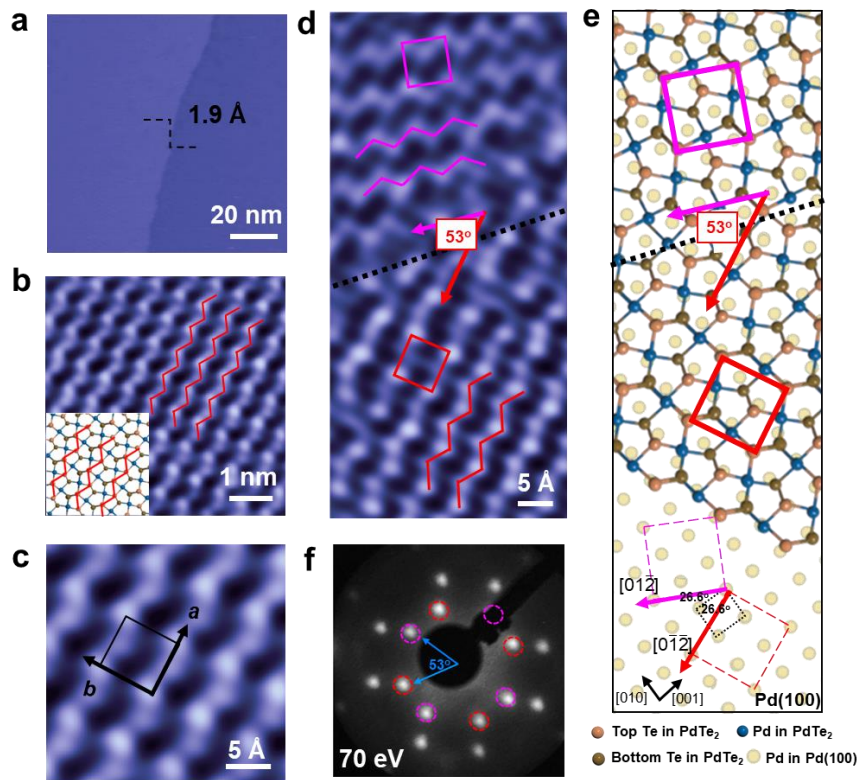 a
1.9 Å
20 nm
b
1 nm
c
a
b
5 Å
d
53°
5 Å
e
53°
[01̄2̄]
26.6°
26.6°
[01̄2̄]
[010]
[001]
Pd(100)
Top Te in PdTe₂
Pd in PdTe₂
Bottom Te in PdTe₂
Pd in Pd(100)
f
53°
70 eV